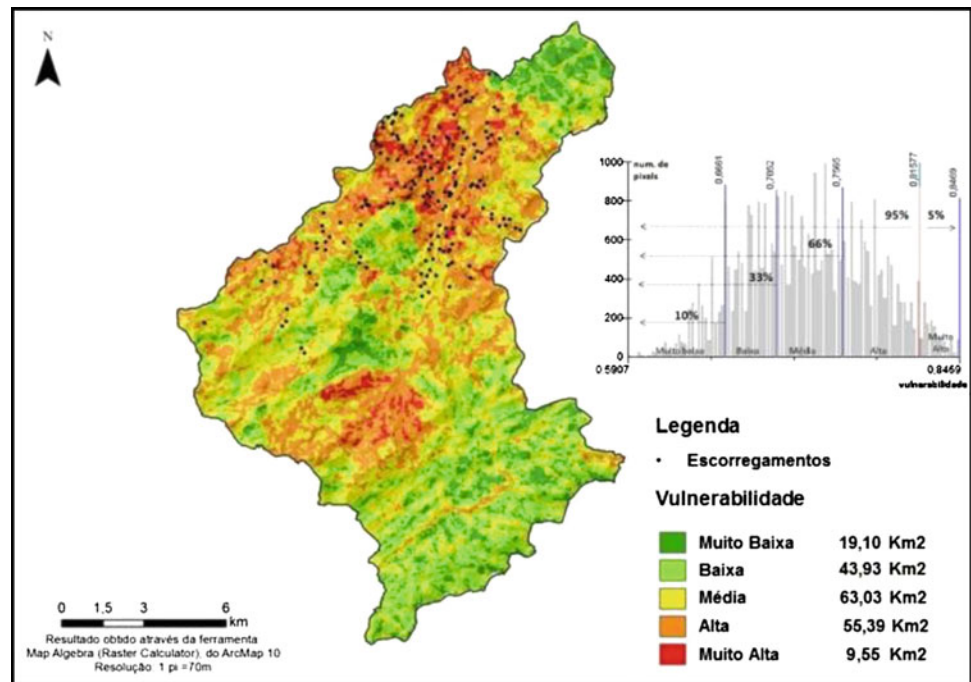 N
num. de
pixels
1000
800
600
400
200
0
0,6661
0,7052
0,7565
0,81577
0,8469
95%
5%
66%
33%
10%
Muito baixa
Baixa
Média
Alta
Muito
Alto
0.5907
0,8469
vulnerabilidade
Legenda
Escorregamentos
Vulnerabilidade
Muito Baixa 19,10 Km2
Baixa 43,93 Km2
Média 63,03 Km2
Alta 55,39 Km2
Muito Alta 9,55 Km2
0 1,5 3 6
km
Resultado obtido através da ferramenta
Map Algebra (Raster Calculator), do ArcMap 10
Resolução: 1 pi =70m